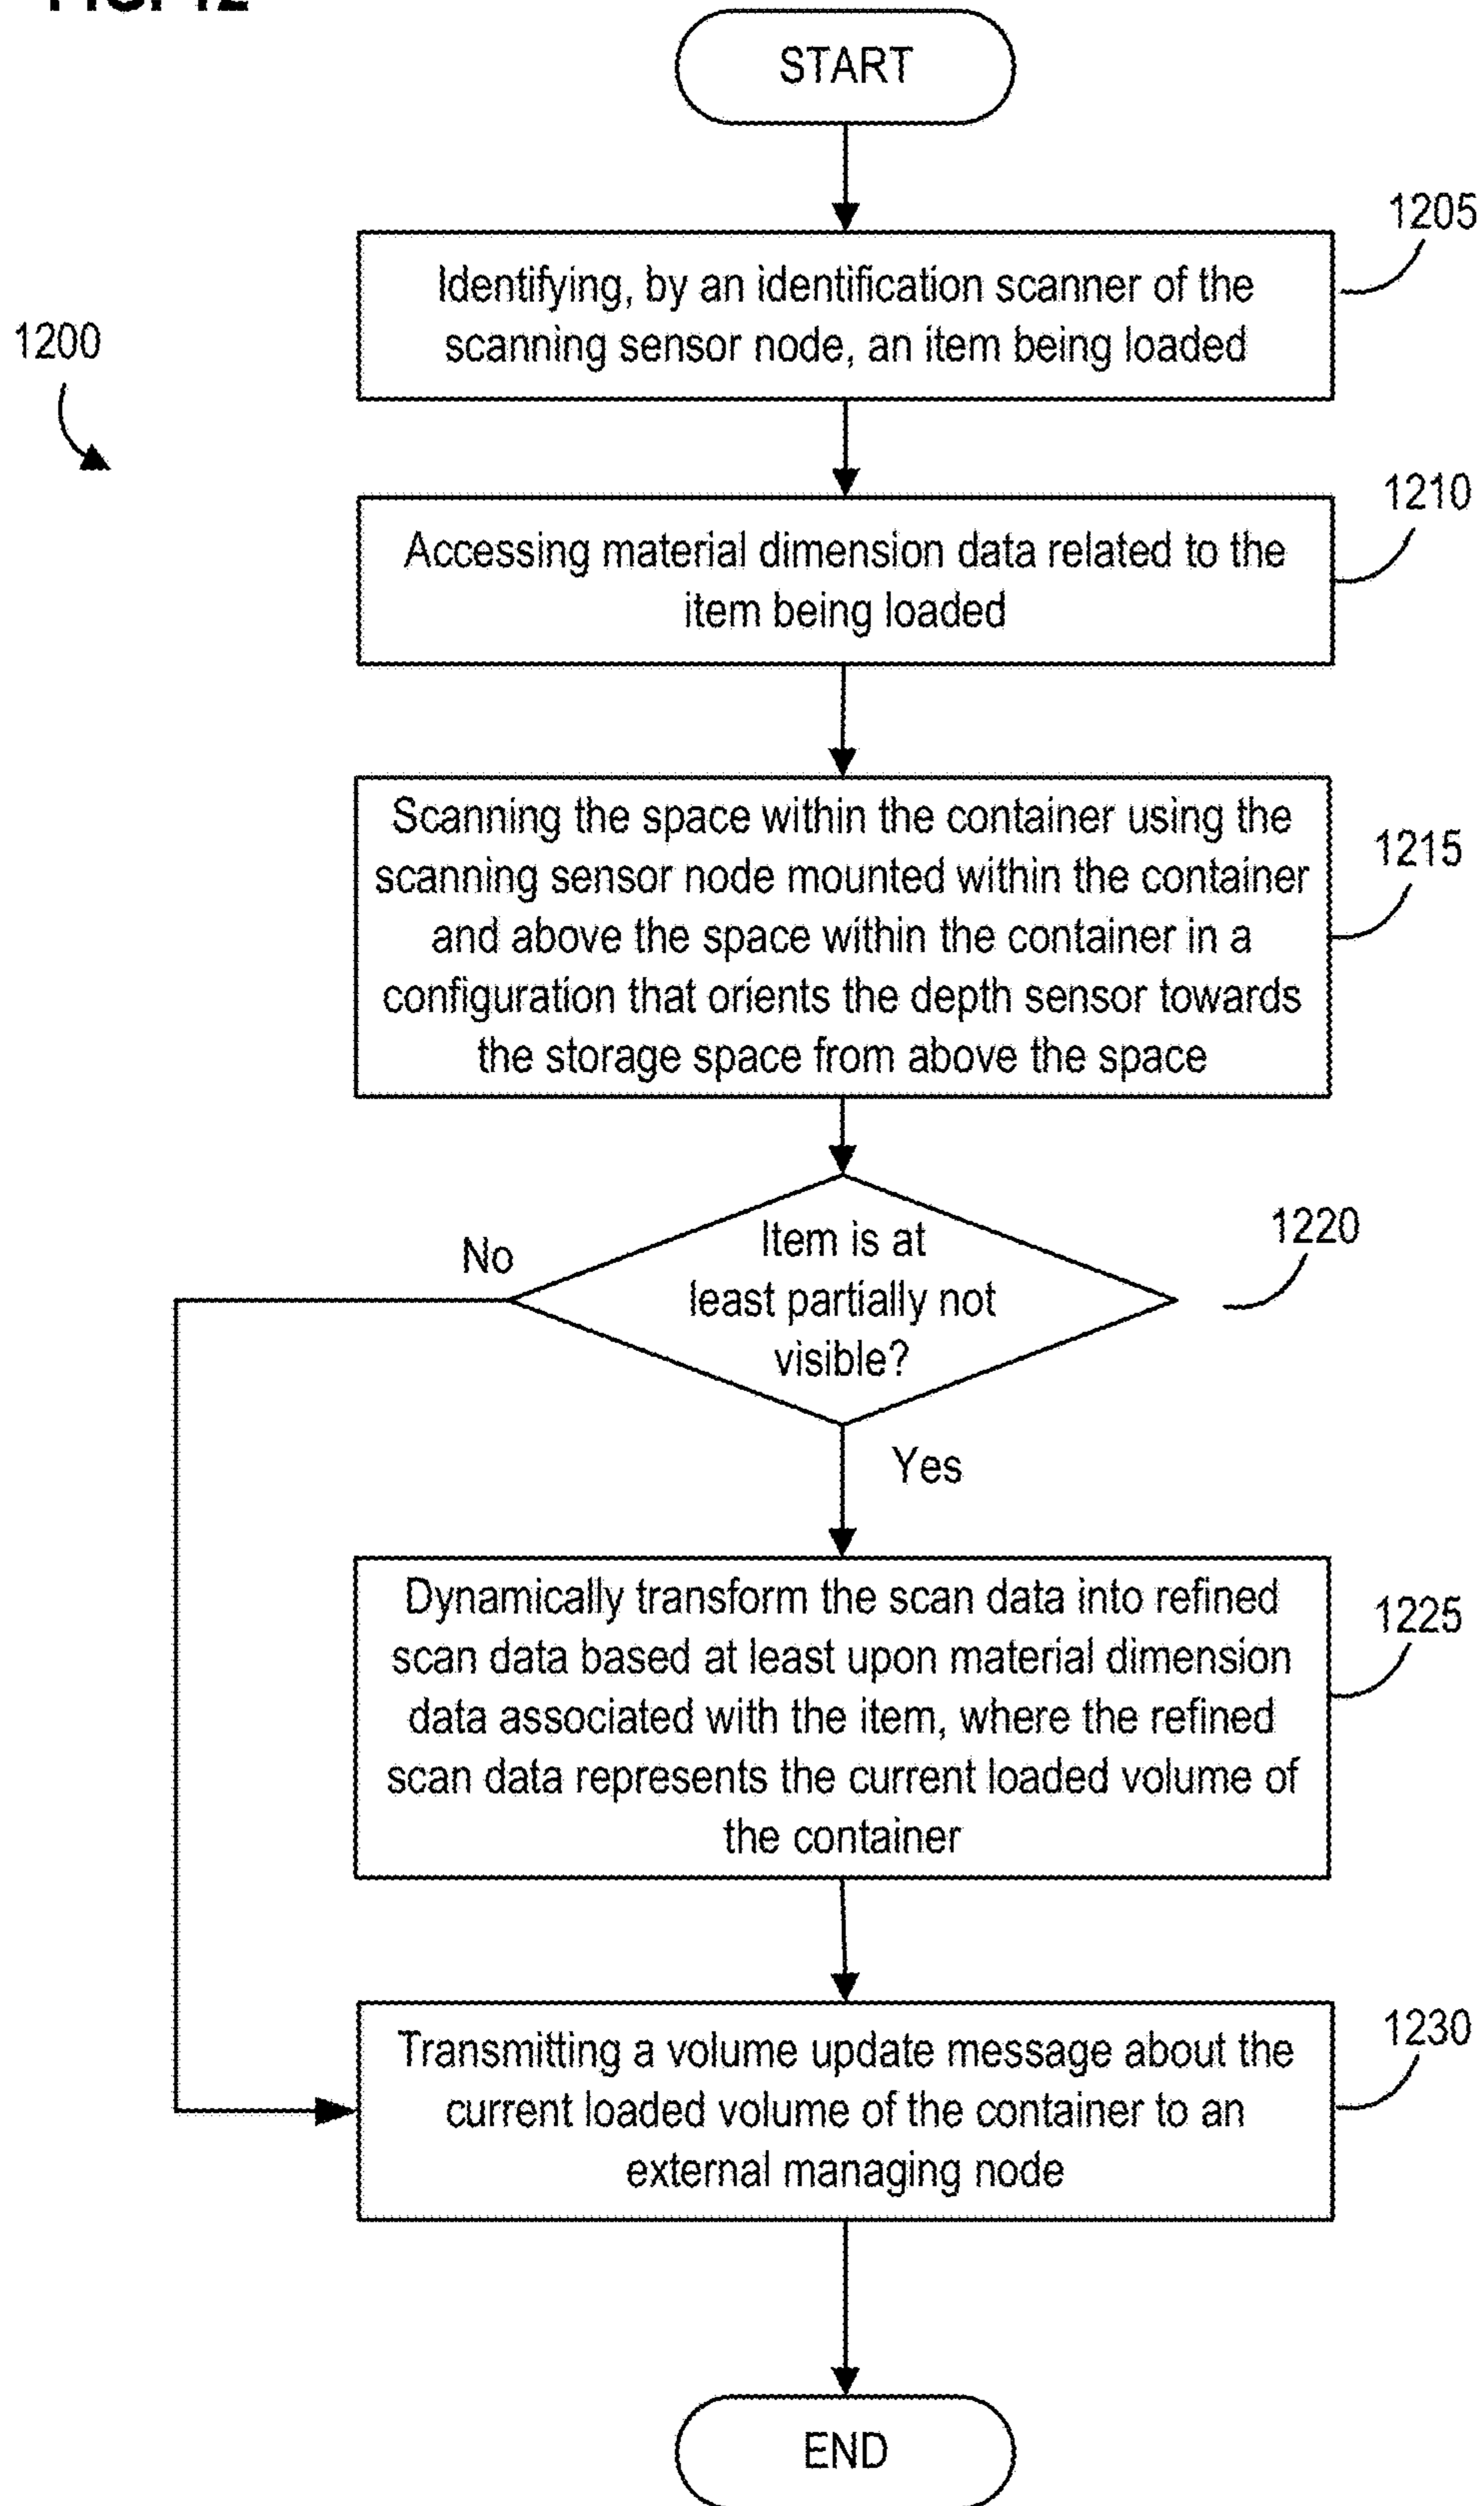 FIG. 12
START
1205
Identifying, by an identification scanner of the
scanning sensor node, an item being loaded
1200
1210
Accessing material dimension data related to the
item being loaded
Scanning the space within the container using the
scanning sensor node mounted within the container
and above the space within the container in a
configuration that orients the depth sensor towards
the storage space from above the space
1215
No
Item is at
least partially not
visible?
1220
Yes
Dynamically transform the scan data into refined
scan data based at least upon material dimension
data associated with the item, where the refined
scan data represents the current loaded volume of
the container
1225
Transmitting a volume update message about the
current loaded volume of the container to an
external managing node
1230
END